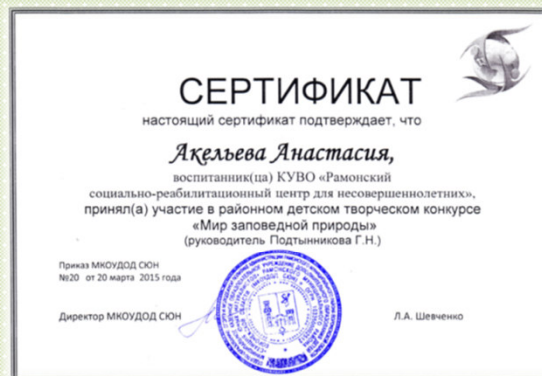 СЕРТИФИКАТ
настоящий сертификат подтверждает, что
Акельева Анастасия,
воспитанник(ца) КУВО «Рамонский
социально-реабилитационный центр для несовершеннолетних»,
принял(а) участие в районном детском творческом конкурсе
«Мир заповедной природы»
(руководитель Подтынникова Г.Н.)
Приказ МКОУДОД СЮН
№20 от 20 марта 2015 года
Директор МКОУДОД СЮН
Л.А. Шевченко